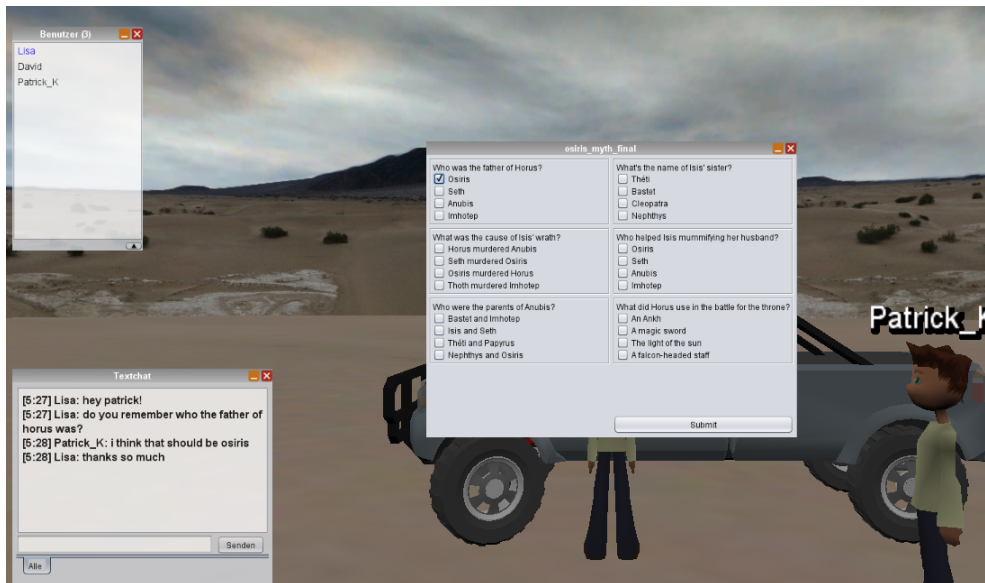 Benutzer (3)
Lisa
David
Patrick_K
osiris_myth_final
Who was the father of Horus?
Osiris
Seth
Anubis
Imhotep
What's the name of Isis' sister?
Théti
Bastet
Cleopatra
Nephthys
What was the cause of Isis' wrath?
Horus murdered Anubis
Seth murdered Osiris
Osiris murdered Horus
Thoth murdered Imhotep
Who helped Isis mummifying her husband?
Osiris
Seth
Anubis
Imhotep
Who were the parents of Anubis?
Bastet and Imhotep
Isis and Seth
Théti and Papyrus
Nephthys and Osiris
What did Horus use in the battle for the throne?
An Ankh
A magic sword
The light of the sun
A falcon-headed staff
Submit
Patrick_K
Textchat
[5:27] Lisa: hey patrick!
[5:27] Lisa: do you remember who the father of
horus was?
[5:28] Patrick_K: i think that should be osiris
[5:28] Lisa: thanks so much
Senden
Alle